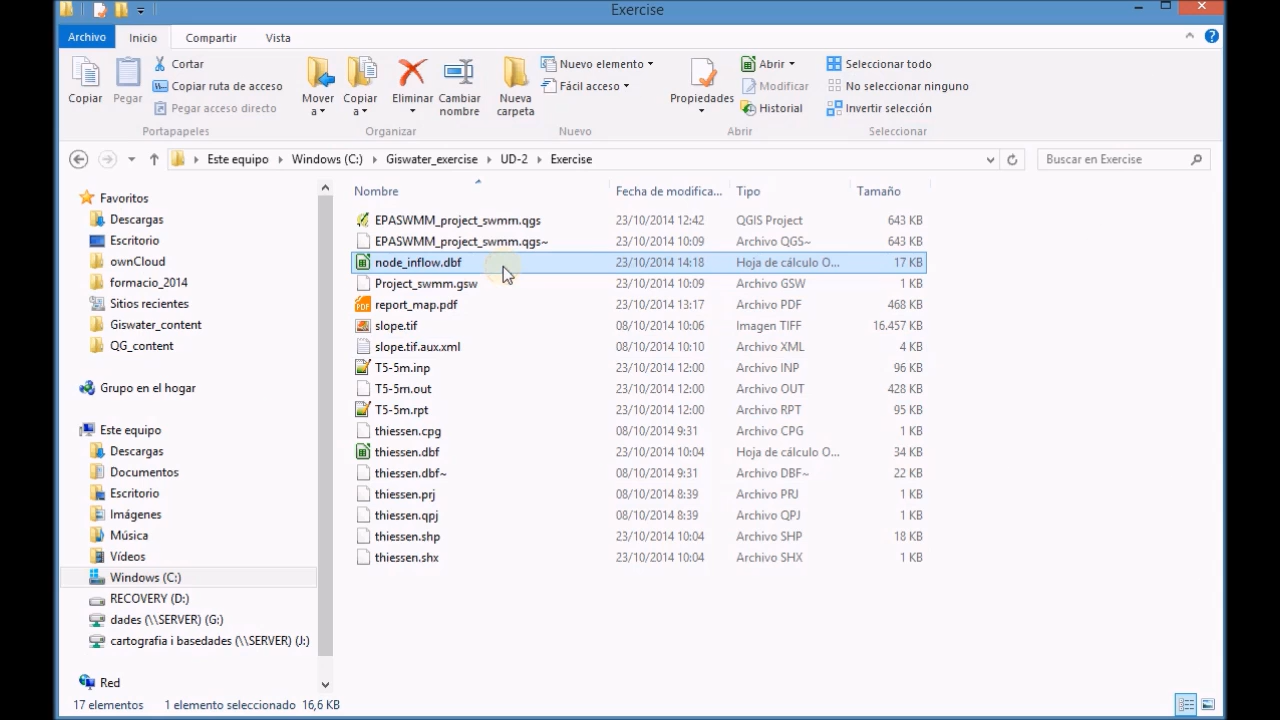 Exercise
Archivo Inicio Compartir Vista
Copiar Pegar Cortar Copiar ruta de acceso Pegar acceso directo
Portapapeles
Mover a Copiar a Eliminar Cambiar nombre
Organizar
Nueva carpeta Nuevo elemento Fácil acceso
Nuevo
Propiedades Abrir Modificar Historial
Abrir
Seleccionar todo
No seleccionar ninguno
Invertir selección
Seleccionar
Este equipo Windows (C:) Giswater_exercise UD-2 Exercise
Buscar en Exercise
Favoritos
Descargas
Escritorio
ownCloud
formacio_2014
Sitios recientes
Giswater_content
QG_content
Grupo en el hogar
Este equipo
Descargas
Documentos
Escritorio
Imágenes
Música
Vídeos
Windows (C:)
RECOVERY (D:)
dades (\\SERVER) (G:)
cartografia i basedades (\\SERVER) (J:)
Red
Nombre Fecha de modifica... Tipo Tamaño
EPASWMM_project_swmm.qgs 23/10/2014 12:42 QGIS Project 643 KB
EPASWMM_project_swmm.qgs~ 23/10/2014 10:09 Archivo QGS~ 643 KB
node_inflow.dbf 23/10/2014 14:18 Hoja de cálculo O... 17 KB
Project_swmm.gsw 23/10/2014 10:09 Archivo GSW 1 KB
report_map.pdf 23/10/2014 13:17 Archivo PDF 468 KB
slope.tif 08/10/2014 10:06 Imagen TIFF 16.457 KB
slope.tif.aux.xml 08/10/2014 10:10 Archivo XML 4 KB
T5-5m.inp 23/10/2014 12:00 Archivo INP 96 KB
T5-5m.out 23/10/2014 12:00 Archivo OUT 428 KB
T5-5m.rpt 23/10/2014 12:00 Archivo RPT 95 KB
thiessen.cpg 08/10/2014 9:31 Archivo CPG 1 KB
thiessen.dbf 23/10/2014 10:04 Hoja de cálculo O... 34 KB
thiessen.dbf~ 08/10/2014 9:31 Archivo DBF~ 22 KB
thiessen.prj 08/10/2014 8:39 Archivo PRJ 1 KB
thiessen.qpj 08/10/2014 8:39 Archivo QPJ 1 KB
thiessen.shp 23/10/2014 10:04 Archivo SHP 18 KB
thiessen.shx 23/10/2014 10:04 Archivo SHX 1 KB
17 elementos 1 elemento seleccionado 16,6 KB